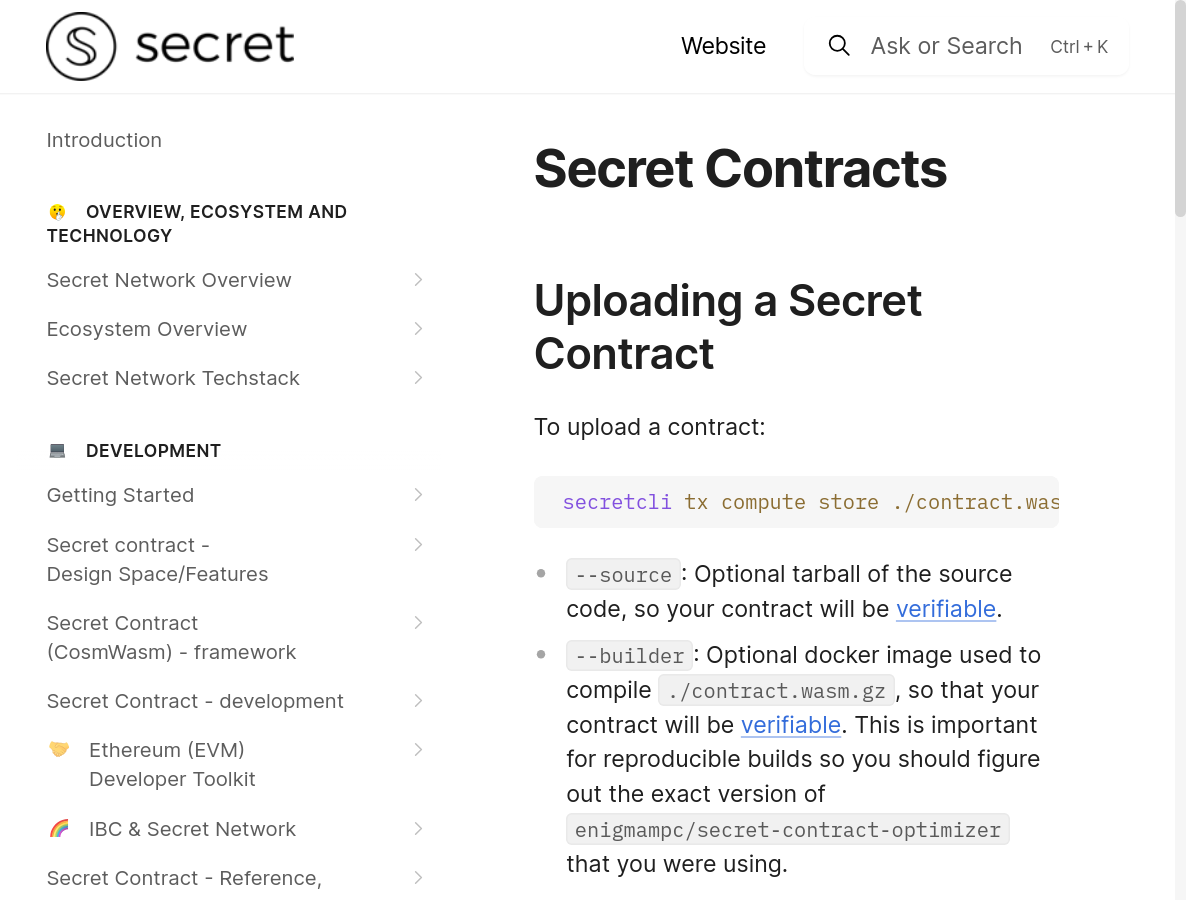 secret
Website
Ask or Search
Ctrl + K
Introduction
OVERVIEW, ECOSYSTEM AND
TECHNOLOGY
Secret Network Overview
Ecosystem Overview
Secret Network Techstack
DEVELOPMENT
Getting Started
Secret contract -
Design Space/Features
Secret Contract
(CosmWasm) - framework
Secret Contract - development
Ethereum (EVM)
Developer Toolkit
IBC & Secret Network
Secret Contract - Reference,
Secret Contracts
Uploading a Secret
Contract
To upload a contract:
secretcli tx compute store ./contract.was
--source: Optional tarball of the source
code, so your contract will be verifiable.
--builder: Optional docker image used to
compile ./contract.wasm.gz, so that your
contract will be verifiable. This is important
for reproducible builds so you should figure
out the exact version of
enigmampc/secret-contract-optimizer
that you were using.